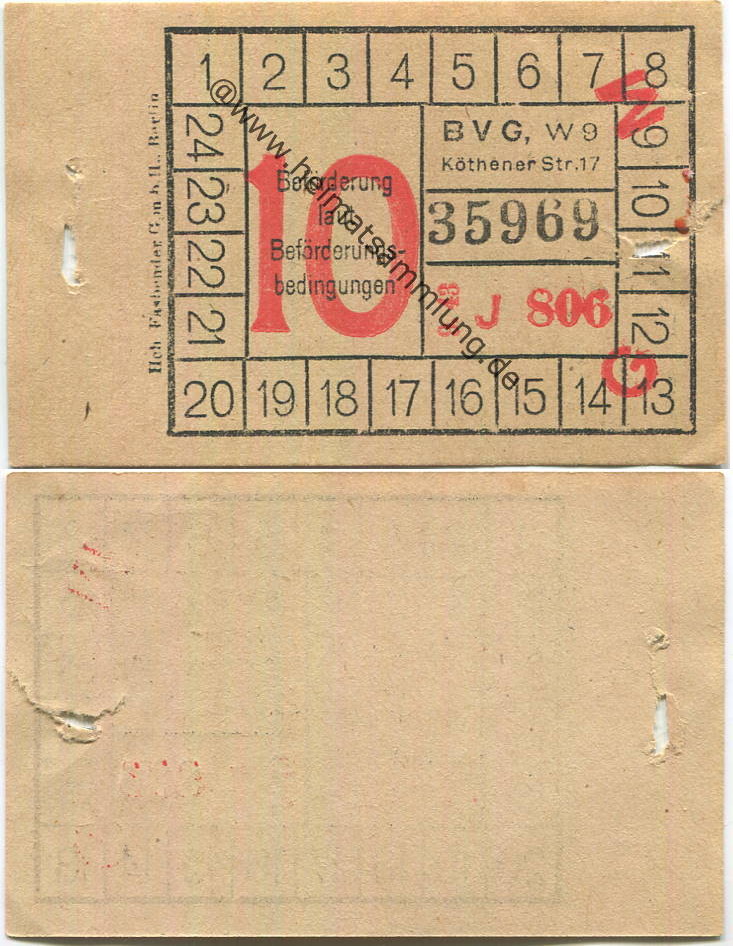 1 2 3 4 5 6 7 8
9
10
11
12
13
14
15
16
17
18
19
20
21
22
23
24
Hch. Fasbender G.m.b.H., Berlin
10
Beförderung
laut
Beförderungs-
bedingungen
BVG, W 9
Köthener Str. 17
35969
J 806
W
G
@www.heimatsammlung.de